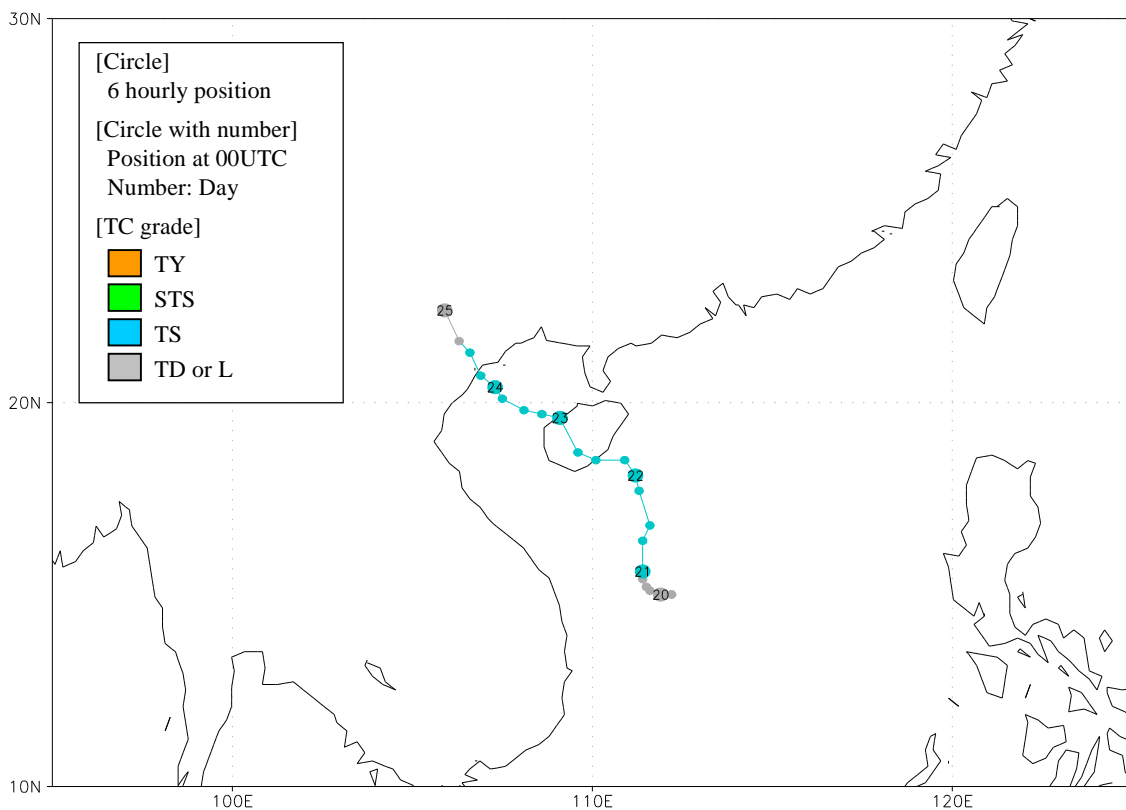 30N
[Circle]
6 hourly position
[Circle with number]
Position at 00UTC
Number: Day
[TC grade]
TY
STS
TS
TD or L
25
24
20N
23
22
21
20
10N
100E
110E
120E